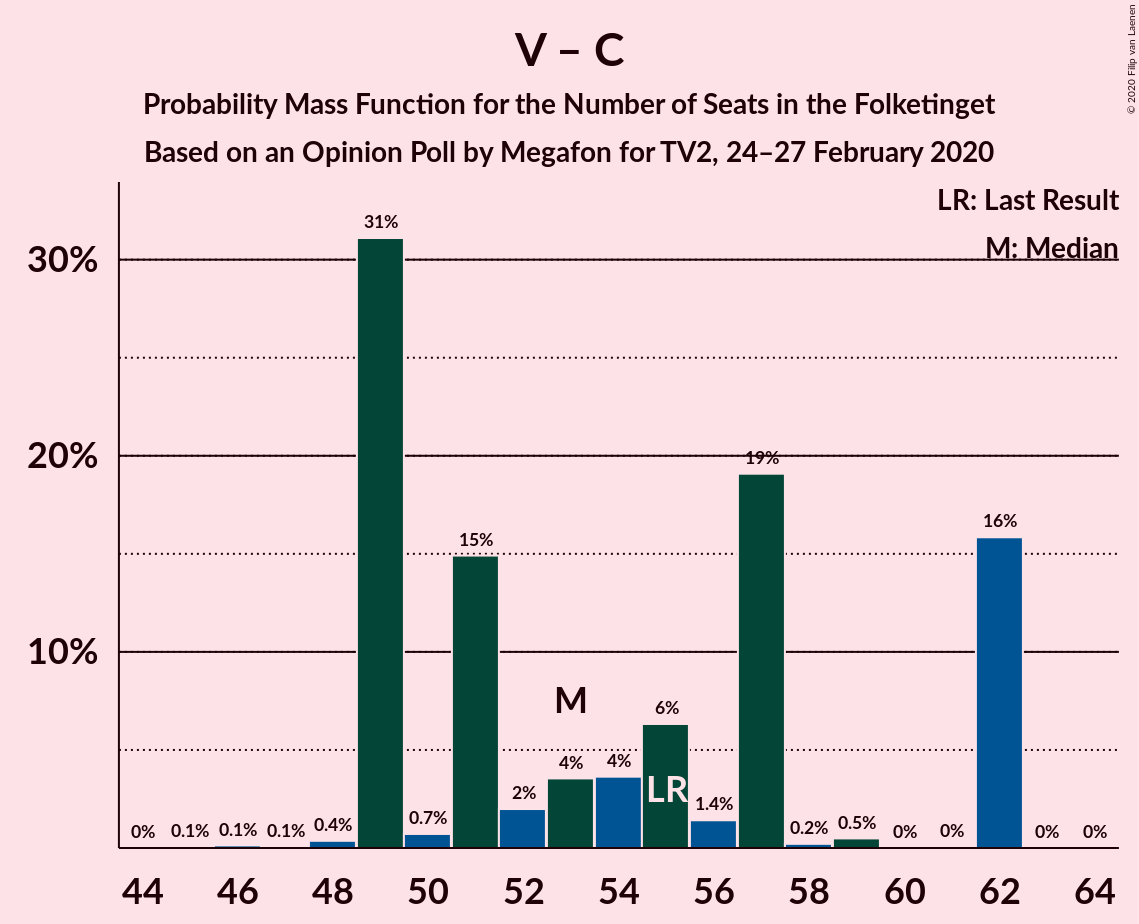 V – C
Probability Mass Function for the Number of Seats in the Folketinget
Based on an Opinion Poll by Megafon for TV2, 24–27 February 2020
© 2020 Filip van Laenen
LR: Last Result
M: Median
30%
20%
10%
0% 0.1% 0.1% 0.1% 0.4% 31% 0.7% 15% 2% 4% 4% 6% 1.4% 19% 0.2% 0.5% 0% 0% 16% 0% 0%
M
LR
44 46 48 50 52 54 56 58 60 62 64